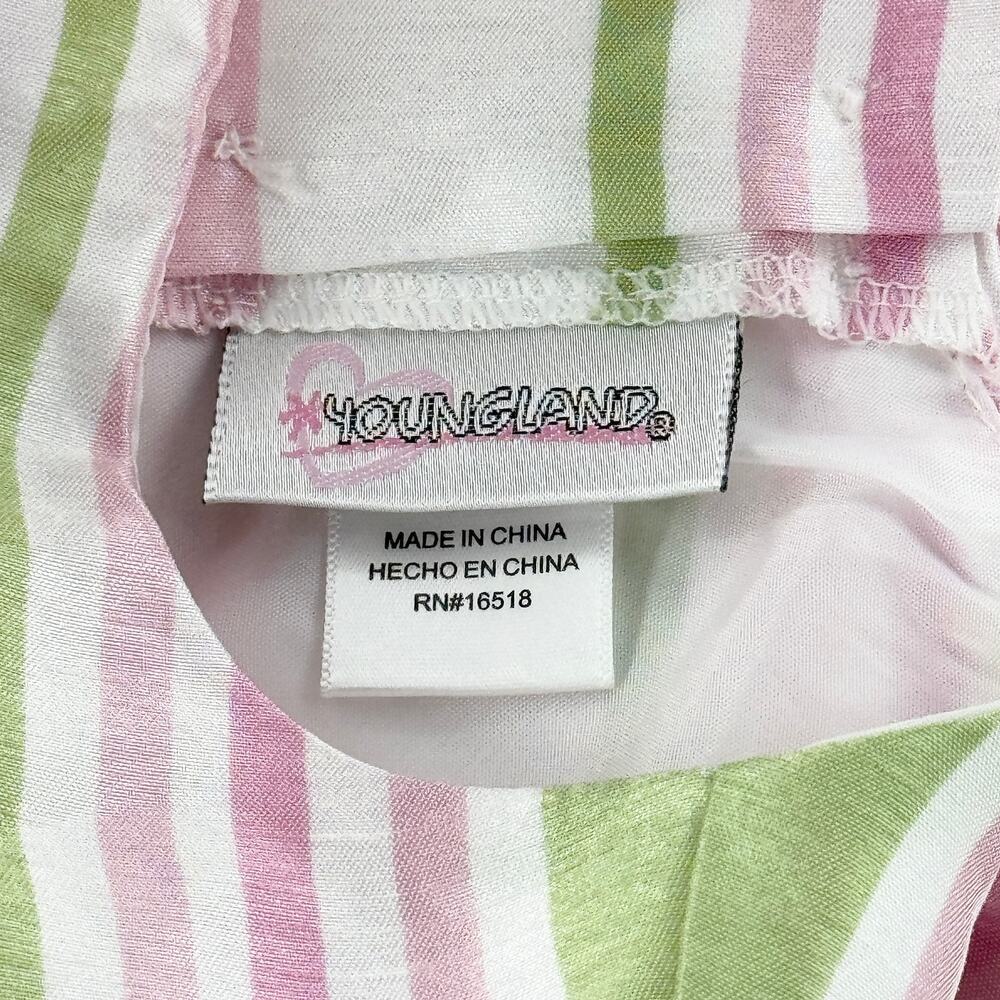 YOUNGLAND®
MADE IN CHINA
HECHO EN CHINA
RN#16518